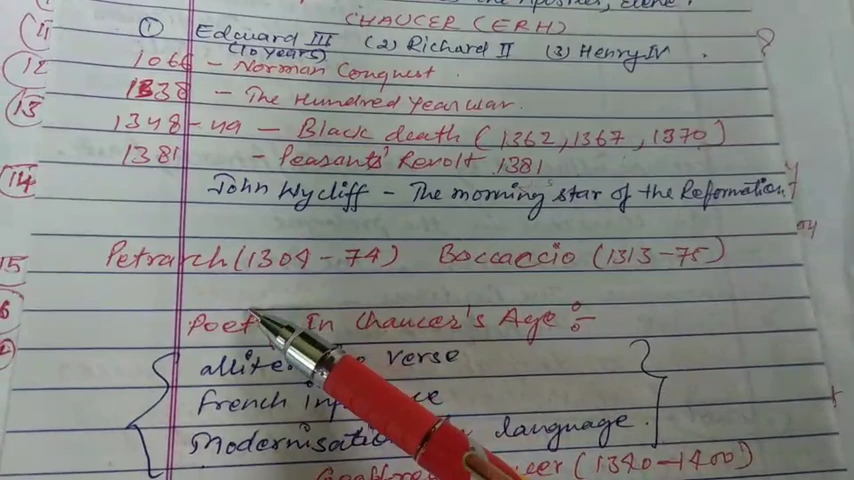 CHAUCER (ERH)
11 ① Edward III (2) Richard II (3) Henry IV.
(10 years)
12 1066 - Norman Conquest.
1338 - The Hundred Year War.
13 1348-49 - Black death (1362, 1367, 1370)
1381 - Peasants' Revolt 1381
14 John Wycliff - The morning star of the Reformation
15 Petrarch (1304-74) Boccaccio (1313-75)
In Chaucer's Age :-
verse
French
language.
(1340-1400)